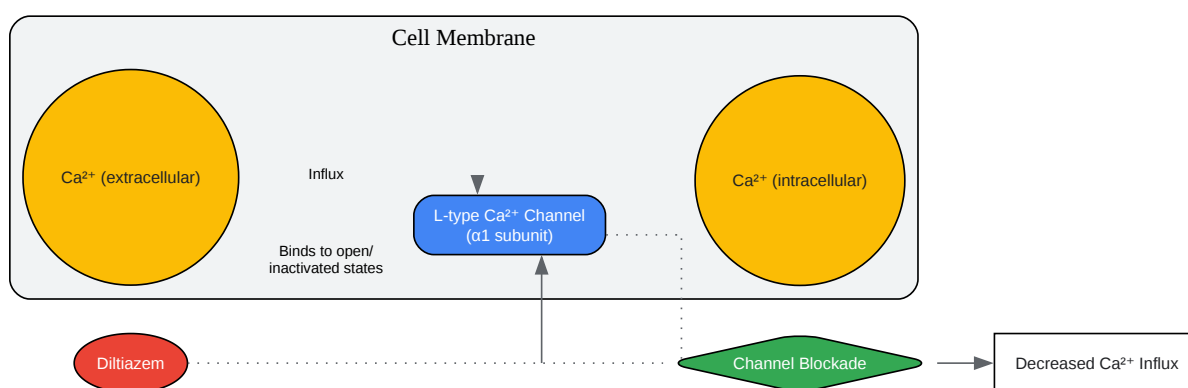 Cell Membrane
Ca²⁺ (extracellular)
Influx
Ca²⁺ (intracellular)
L-type Ca²⁺ Channel
(α1 subunit)
Binds to open/
inactivated states
Diltiazem
Channel Blockade
Decreased Ca²⁺ Influx